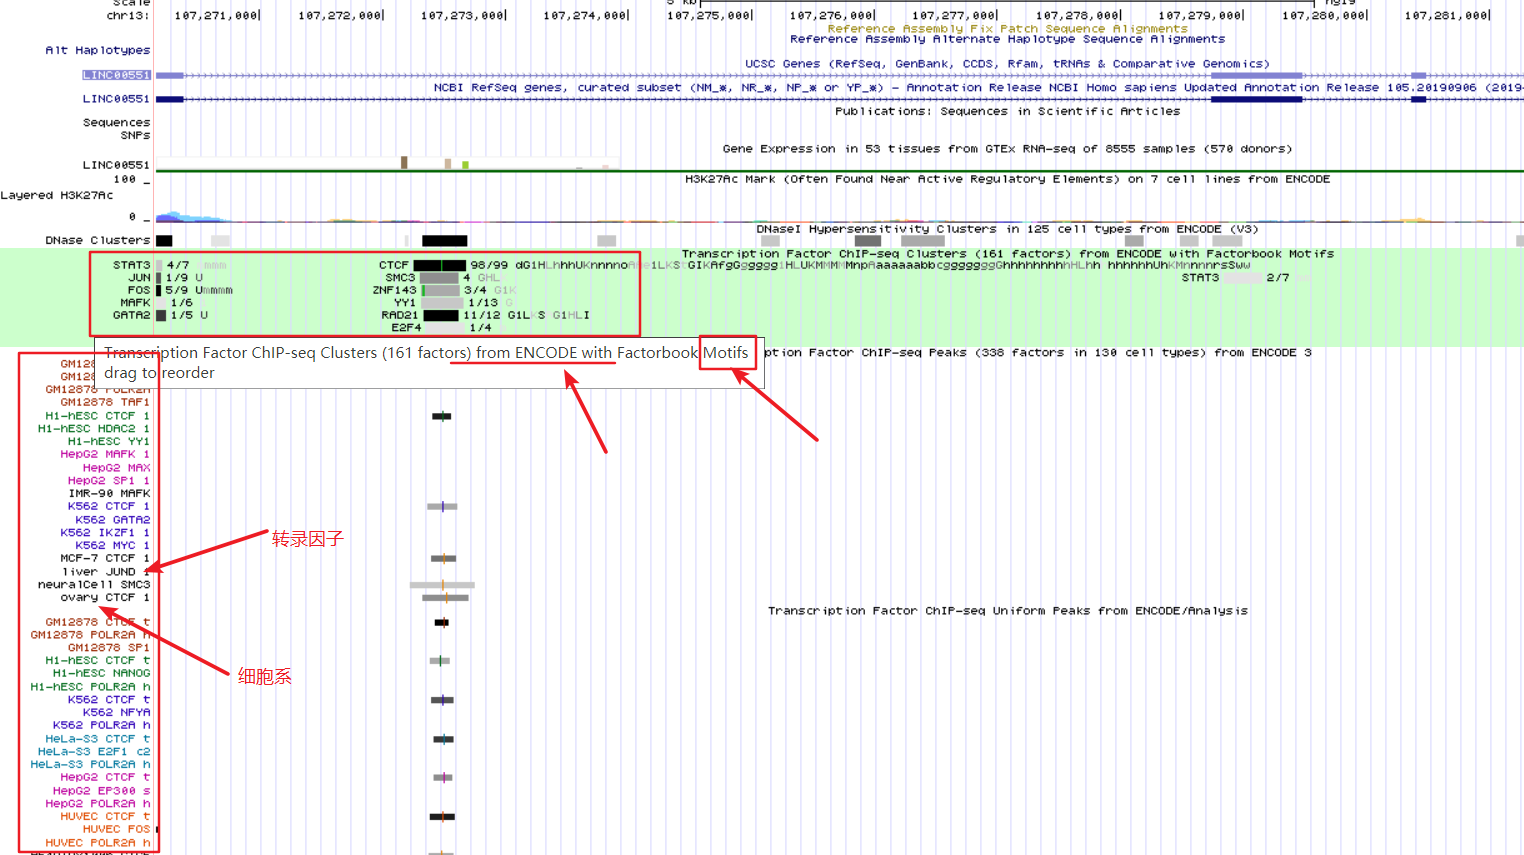 Scale 5 kb hg19
chr13: 107,271,000 107,272,000 107,273,000 107,274,000 107,275,000 107,276,000 107,277,000 107,278,000 107,279,000 107,280,000 107,281,000
Reference Assembly Fix Patch Sequence Alignments
Reference Assembly Alternate Haplotype Sequence Alignments
Alt Haplotypes
UCSC Genes (RefSeq, GenBank, CCDS, Rfam, tRNAs & Comparative Genomics)
LINC00551
NCBI RefSeq genes, curated subset (NM_*, NR_*, NP_* or YP_*) - Annotation Release NCBI Homo sapiens Updated Annotation Release 105.20190906 (2019-
LINC00551
Publications: Sequences in Scientific Articles
Sequences
SNPs
Gene Expression in 53 tissues from GTEx RNA-seq of 8555 samples (570 donors)
LINC00551
100 _
H3K27Ac Mark (Often Found Near Active Regulatory Elements) on 7 cell lines from ENCODE
Layered H3K27Ac
0 _
DNaseI Hypersensitivity Clusters in 125 cell types from ENCODE (V3)
DNase Clusters
Transcription Factor ChIP-seq Clusters (161 factors) from ENCODE with Factorbook Motifs
STAT3 4/7 CTCF 98/99
JUN 1/9 U SMC3 4 GHL STAT3 2/7
FOS 5/9 Ummmm ZNF143 3/4 G1K
MAFK 1/6 YY1 1/13 G
GATA2 1/5 U RAD21 11/12 G1LKS G1HLI
E2F4 1/4
Transcription Factor ChIP-seq Clusters (161 factors) from ENCODE with Factorbook Motifs
drag to reorder
ption Factor ChIP-seq Peaks (338 factors in 130 cell types) from ENCODE 3
GM12
GM12
GM12878 POLR2A
GM12878 TAF1
H1-hESC CTCF 1
H1-hESC HDAC2 1
H1-hESC YY1
HepG2 MAFK 1
HepG2 MAX
HepG2 SP1 1
IMR-90 MAFK
K562 CTCF 1
K562 GATA2
K562 IKZF1 1
K562 MYC 1
转录因子
MCF-7 CTCF 1
liver JUND 1
neuralCell SMC3
ovary CTCF 1
Transcription Factor ChIP-seq Uniform Peaks from ENCODE/Analysis
GM12878 CTCF t
GM12878 POLR2A h
GM12878 SP1
H1-hESC CTCF t
H1-hESC NANOG
细胞系
H1-hESC POLR2A h
K562 CTCF t
K562 NFYA
K562 POLR2A h
HeLa-S3 CTCF t
HeLa-S3 E2F1 c2
HeLa-S3 POLR2A h
HepG2 CTCF t
HepG2 EP300 s
HepG2 POLR2A h
HUVEC CTCF t
HUVEC FOS
HUVEC POLR2A h